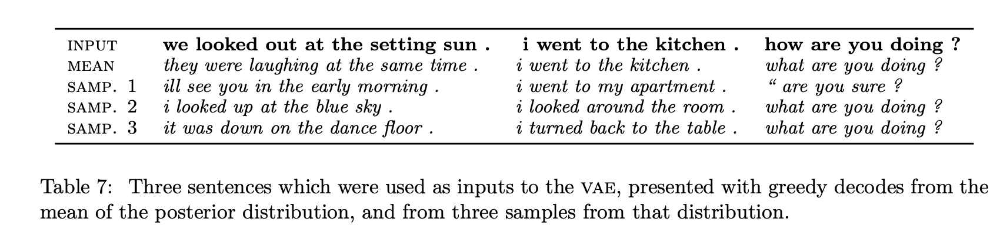 INPUT we looked out at the setting sun . i went to the kitchen . how are you doing ?
MEAN they were laughing at the same time . i went to the kitchen . what are you doing ?
SAMP. 1 ill see you in the early morning . i went to my apartment . “ are you sure ?
SAMP. 2 i looked up at the blue sky . i looked around the room . what are you doing ?
SAMP. 3 it was down on the dance floor . i turned back to the table . what are you doing ?
Table 7: Three sentences which were used as inputs to the VAE, presented with greedy decodes from the
mean of the posterior distribution, and from three samples from that distribution.